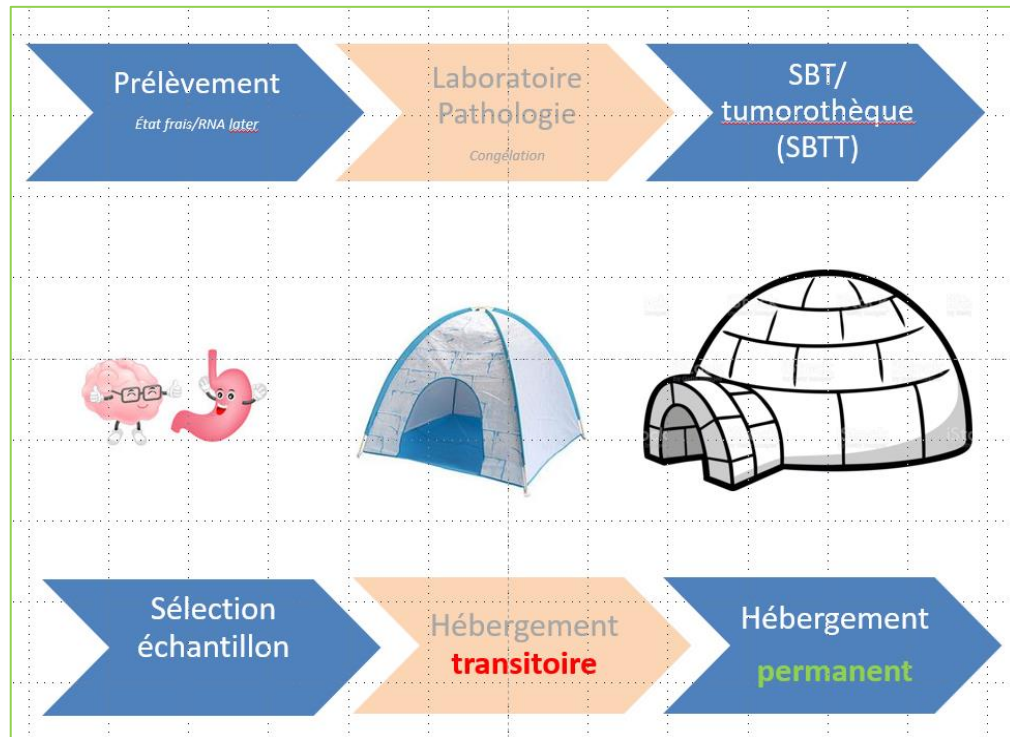 Prélèvement
État frais/RNA later
Laboratoire
Pathologie
Congélation
SBT/
tumorothèque
(SBTT)
Sélection
échantillon
Hébergement
transitoire
Hébergement
permanent